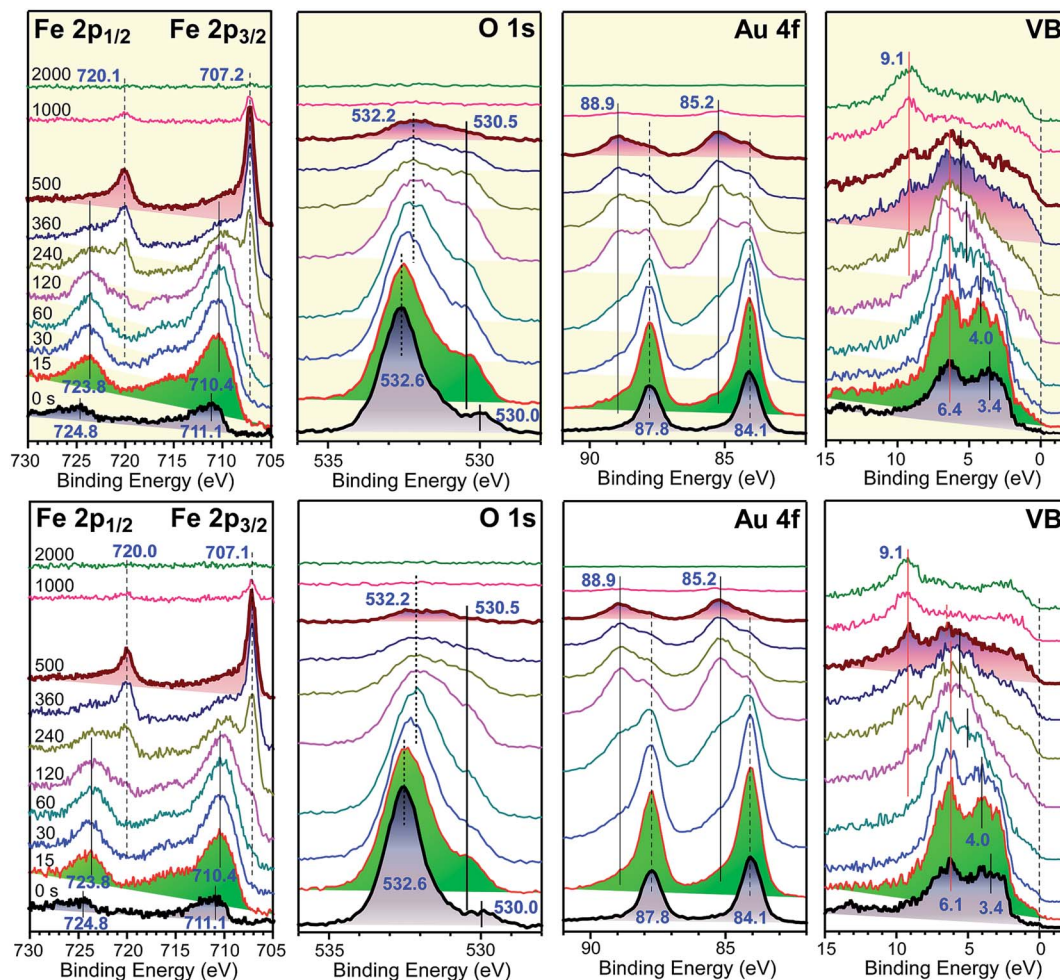 Fe 2p1/2 Fe 2p3/2
720.1 707.2
2000
1000
500
360
240
120
60
30
15
0 s
723.8 710.4
724.8 711.1
730 725 720 715 710 705
Binding Energy (eV)
O 1s
532.2 530.5
532.6
530.0
535 530
Binding Energy (eV)
Au 4f
88.9 85.2
87.8 84.1
90 85
Binding Energy (eV)
VB
9.1
4.0
6.4 3.4
15 10 5 0
Binding Energy (eV)
Fe 2p1/2 Fe 2p3/2
720.0 707.1
2000
1000
500
360
240
120
60
30
15
0 s
723.8 710.4
724.8 711.1
730 725 720 715 710 705
Binding Energy (eV)
O 1s
532.2 530.5
532.6
530.0
535 530
Binding Energy (eV)
Au 4f
88.9 85.2
87.8 84.1
90 85
Binding Energy (eV)
VB
9.1
4.0
6.1 3.4
15 10 5 0
Binding Energy (eV)